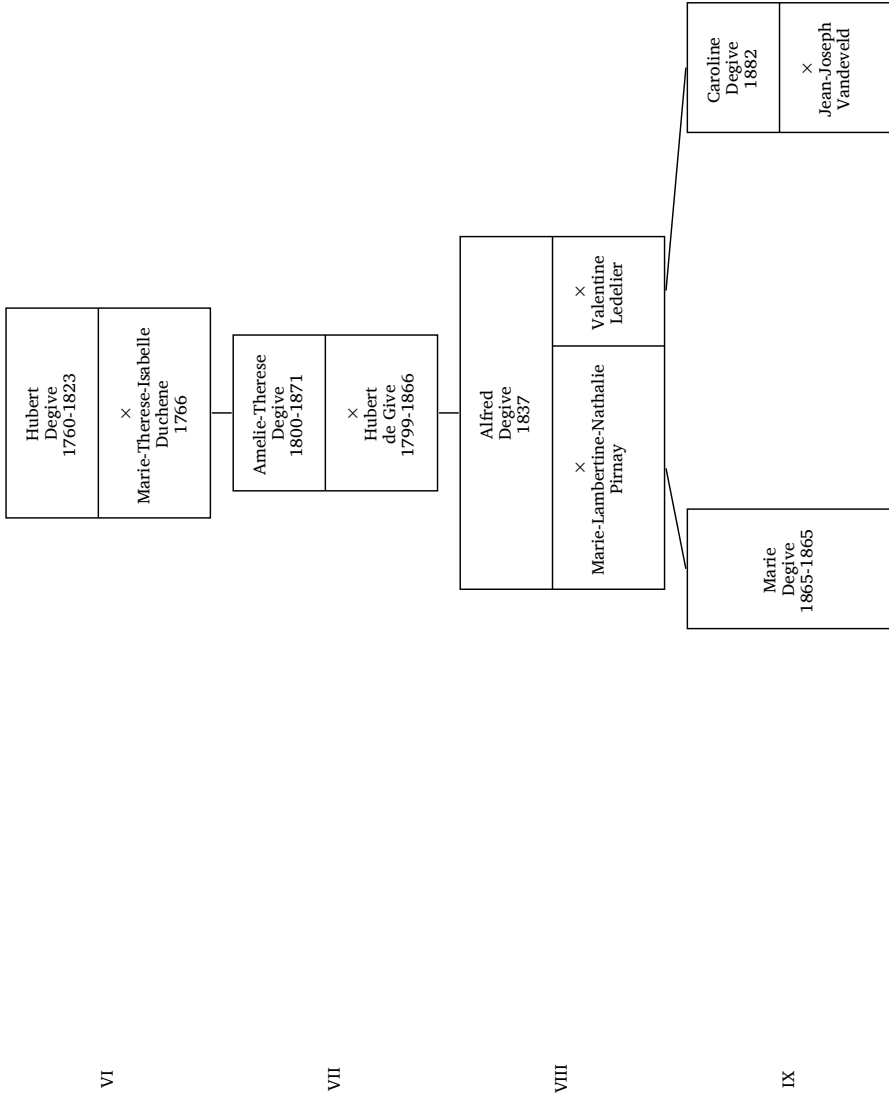 VI
Hubert
Degive
1760-1823
×
Marie-Therese-Isabelle
Duchene
1766
VII
Amelie-Therese
Degive
1800-1871
×
Hubert
de Give
1799-1866
VIII
Alfred
Degive
1837
×
Marie-Lambertine-Nathalie
Pirnay
×
Valentine
Ledelier
IX
Marie
Degive
1865-1865
Caroline
Degive
1882
×
Jean-Joseph
Vandeveld